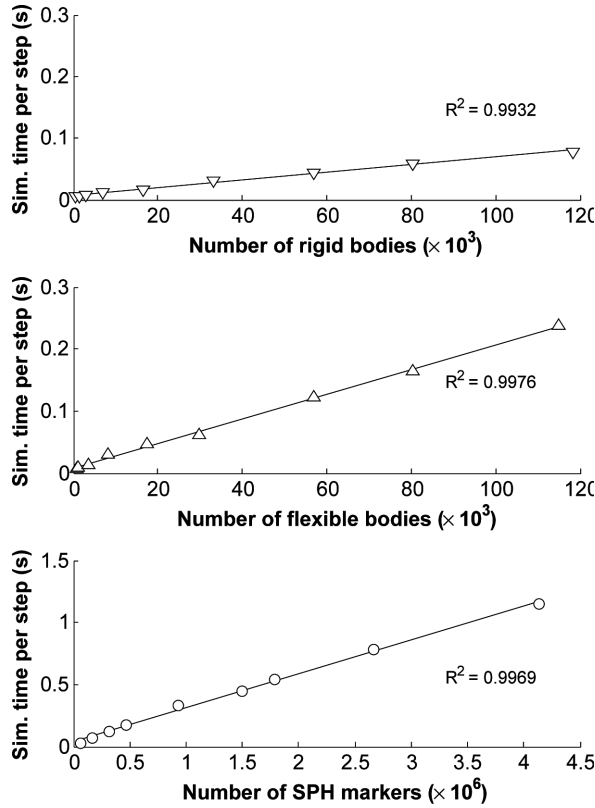 Sim. time per step (s)
0.3
0.2
0.1
0
R² = 0.9932
0 20 40 60 80 100 120
Number of rigid bodies (× 10³)
Sim. time per step (s)
0.3
0.2
0.1
0
R² = 0.9976
0 20 40 60 80 100 120
Number of flexible bodies (× 10³)
Sim. time per step (s)
1.5
1
0.5
0
R² = 0.9969
0 0.5 1 1.5 2 2.5 3 3.5 4 4.5
Number of SPH markers (× 10⁶)